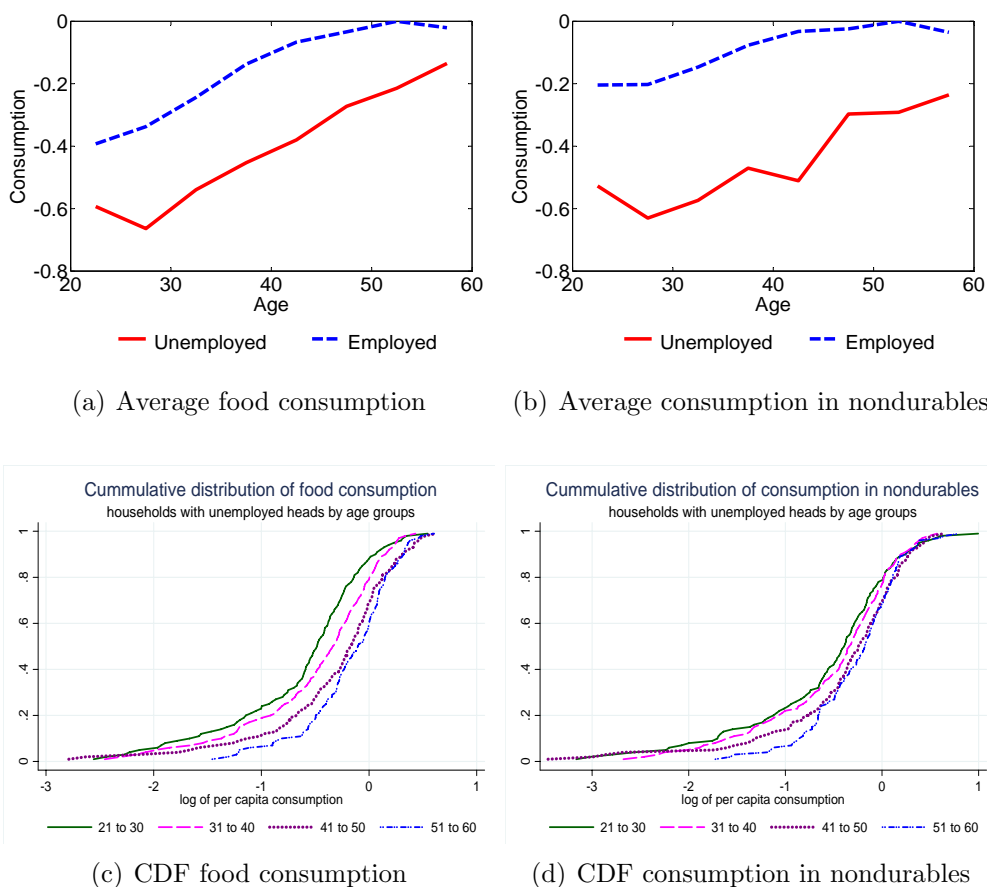 0
-0.2
-0.4
-0.6
-0.8
Consumption
20 30 40 50 60
Age
Unemployed Employed
(a) Average food consumption
0
-0.2
-0.4
-0.6
-0.8
Consumption
20 30 40 50 60
Age
Unemployed Employed
(b) Average consumption in nondurables
Cummulative distribution of food consumption
households with unemployed heads by age groups
1
.8
.6
.4
.2
0
-3 -2 -1 0 1
log of per capita consumption
21 to 30 31 to 40 41 to 50 51 to 60
(c) CDF food consumption
Cummulative distribution of consumption in nondurables
households with unemployed heads by age groups
1
.8
.6
.4
.2
0
-3 -2 -1 0 1
log of per capita consumption
21 to 30 31 to 40 41 to 50 51 to 60
(d) CDF consumption in nondurables